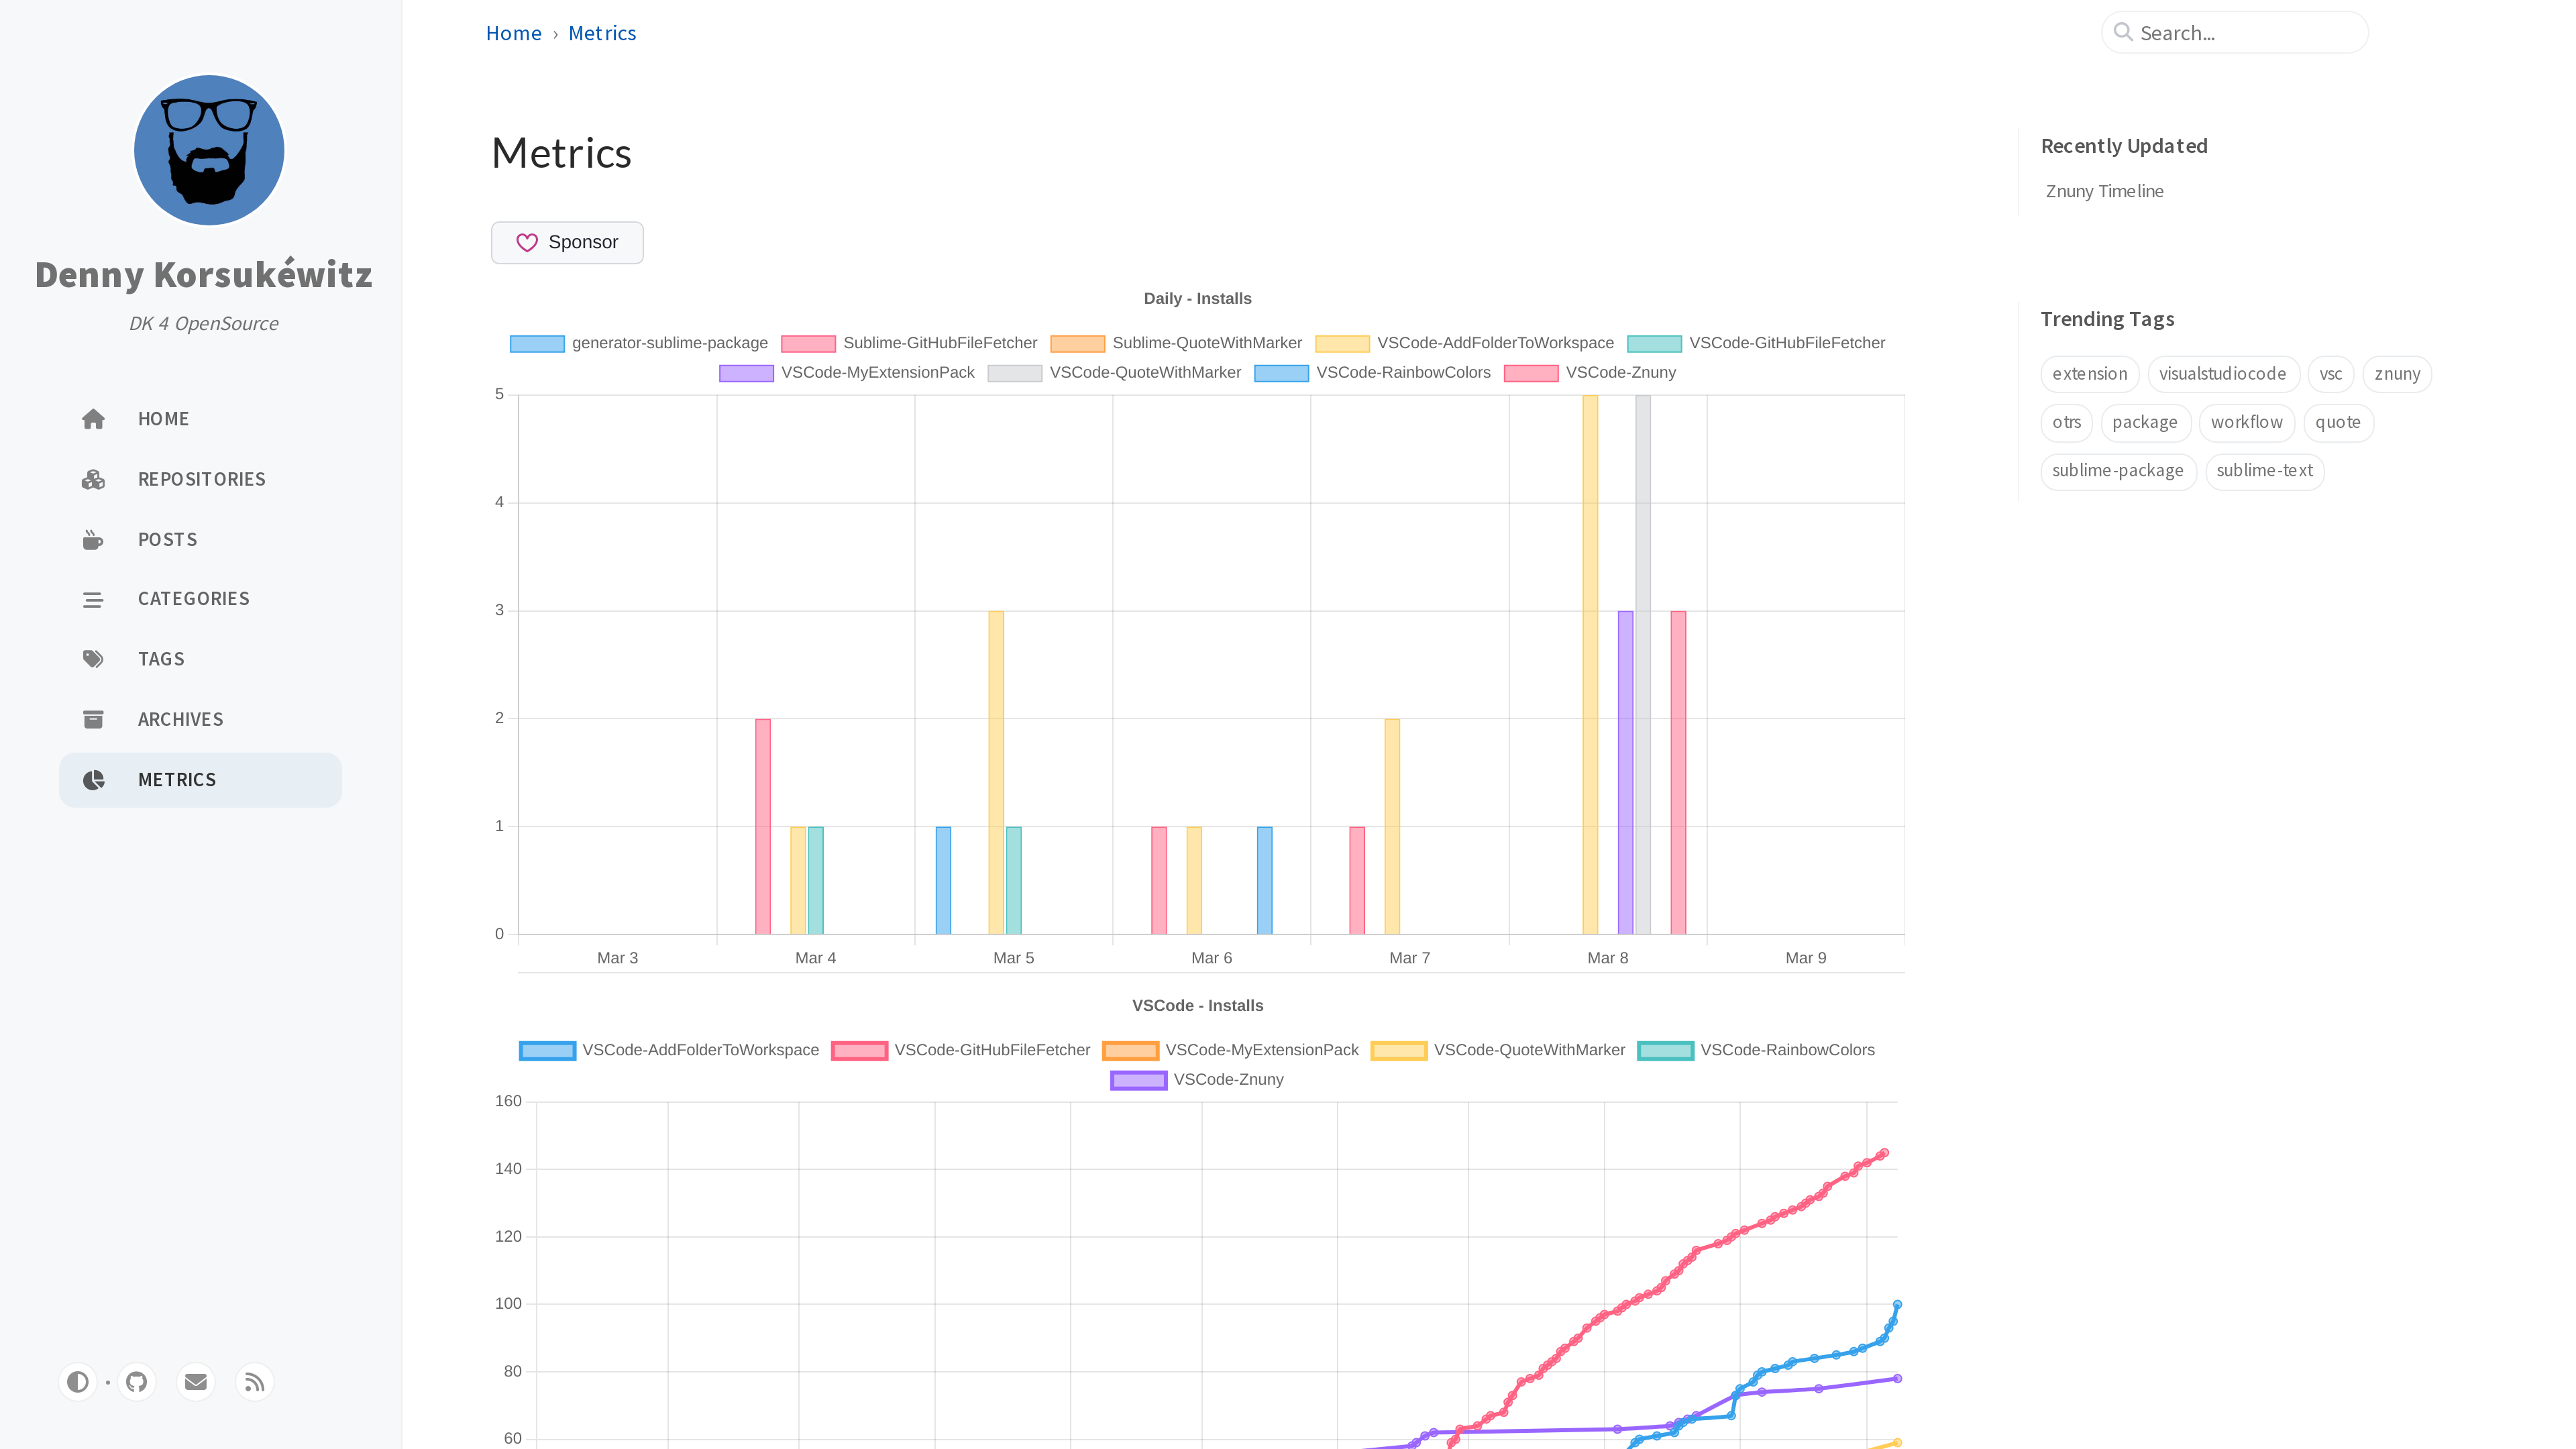 Denny Korsukéwitz
DK 4 OpenSource
HOME
REPOSITORIES
POSTS
CATEGORIES
TAGS
ARCHIVES
METRICS
Home › Metrics
Search...
Metrics
Sponsor
Daily - Installs
generator-sublime-package Sublime-GitHubFileFetcher Sublime-QuoteWithMarker VSCode-AddFolderToWorkspace VSCode-GitHubFileFetcher
VSCode-MyExtensionPack VSCode-QuoteWithMarker VSCode-RainbowColors VSCode-Znuny
5
4
3
2
1
0
Mar 3 Mar 4 Mar 5 Mar 6 Mar 7 Mar 8 Mar 9
VSCode - Installs
VSCode-AddFolderToWorkspace VSCode-GitHubFileFetcher VSCode-MyExtensionPack VSCode-QuoteWithMarker VSCode-RainbowColors
VSCode-Znuny
160
140
120
100
80
60
Recently Updated
Znuny Timeline
Trending Tags
extension visualstudiocode vsc znuny
otrs package workflow quote
sublime-package sublime-text